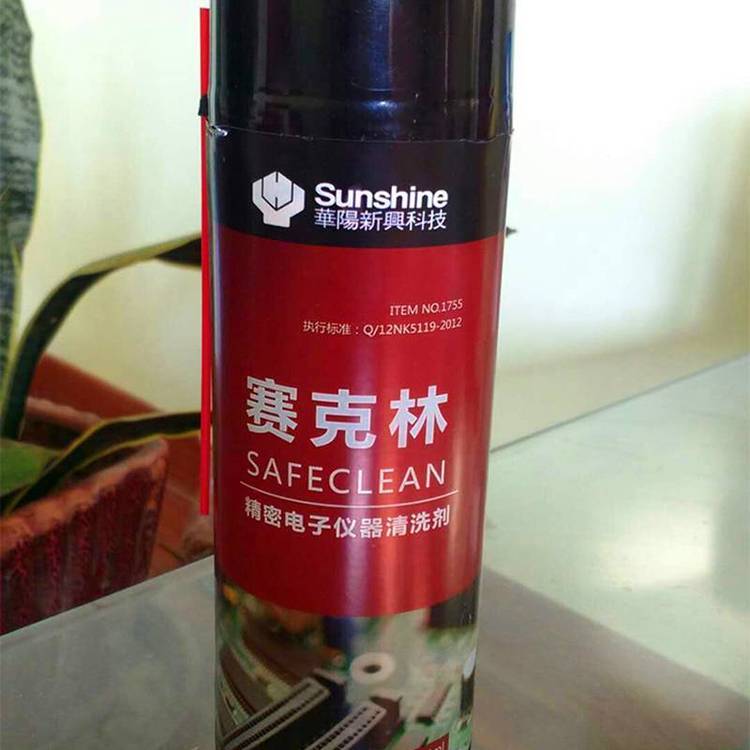 Sunshine
華陽新興科技
ITEM NO.1755
执行标准：Q/12NK5119-2012
赛克林
SAFECLEAN
精密电子仪器清洗剂